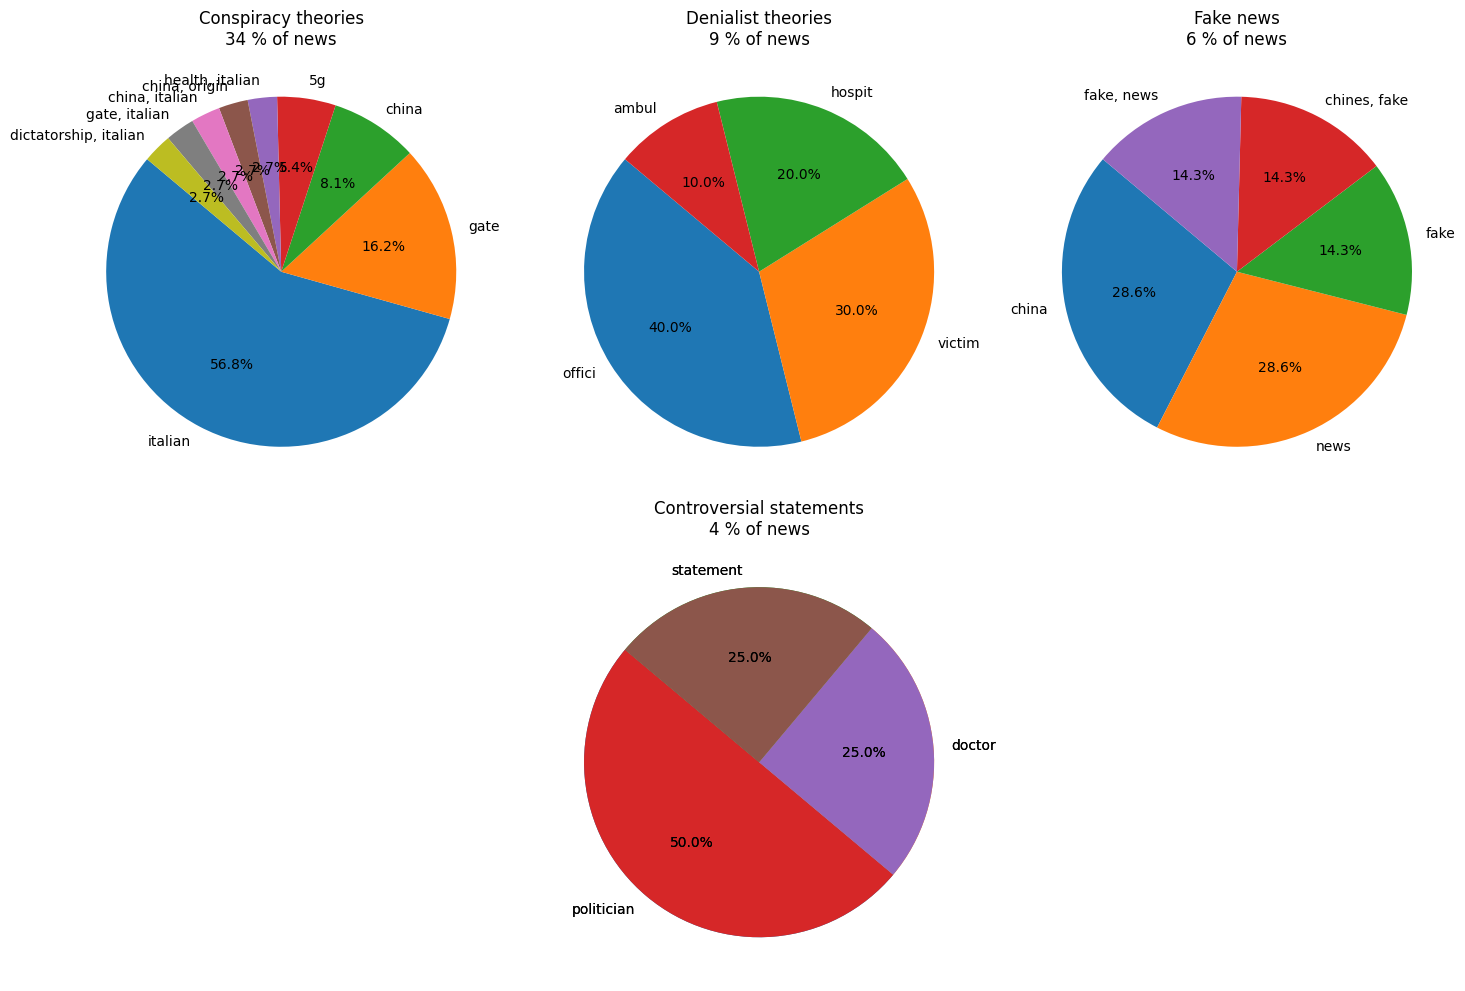 Conspiracy theories
34 % of news
health, italian
5g
china, origin
china, italian
china
gate, italian
dictatorship, italian
2.7%
2.7%
5.4%
2.7%
2.7%
8.1%
2.7%
gate
16.2%
56.8%
italian
Denialist theories
9 % of news
hospit
ambul
20.0%
10.0%
30.0%
40.0%
victim
offici
Fake news
6 % of news
fake, news
chines, fake
14.3%
14.3%
fake
14.3%
28.6%
china
28.6%
news
Controversial statements
4 % of news
statement
25.0%
doctor
25.0%
50.0%
politician